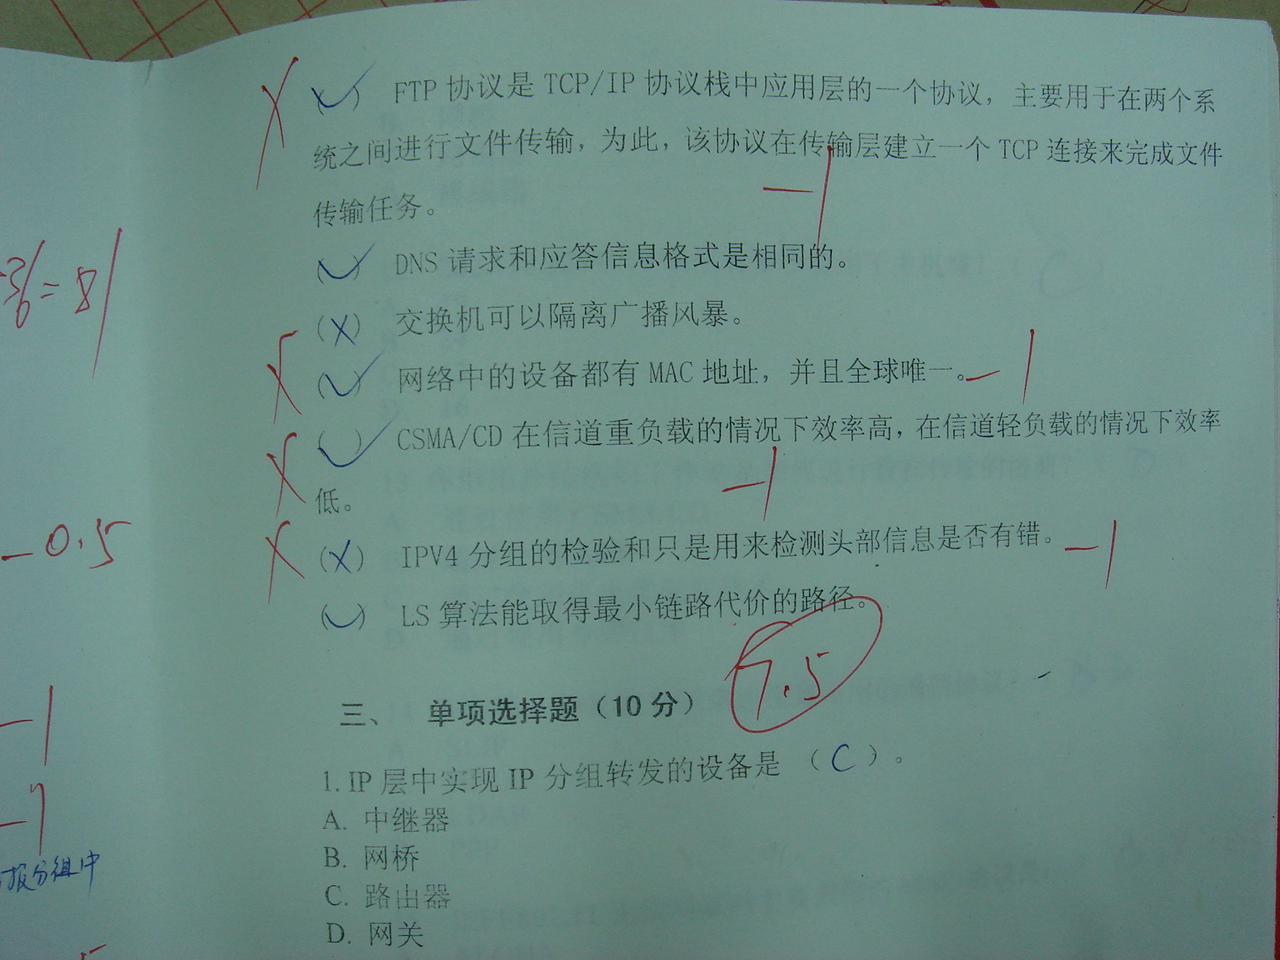 (✓) FTP 协议是 TCP/IP 协议栈中应用层的一个协议，主要用于在两个系
统之间进行文件传输，为此，该协议在传输层建立一个 TCP 连接来完成文件
-1
传输任务。
(✓) DNS 请求和应答信息格式是相同的。
=81
(X) 交换机可以隔离广播风暴。
(✓) 网络中的设备都有 MAC 地址，并且全球唯一。-1
(✓) CSMA/CD 在信道重负载的情况下效率高，在信道轻负载的情况下效率
低。
-1
-0.5
(X) IPV4 分组的检验和只是用来检测头部信息是否有错。-1
(✓) LS 算法能取得最小链路代价的路径。
7.5
三、 单项选择题（10 分）
-1
1. IP 层中实现 IP 分组转发的设备是 （C）。
A. 中继器
B. 网桥
报分组中
C. 路由器
D. 网关